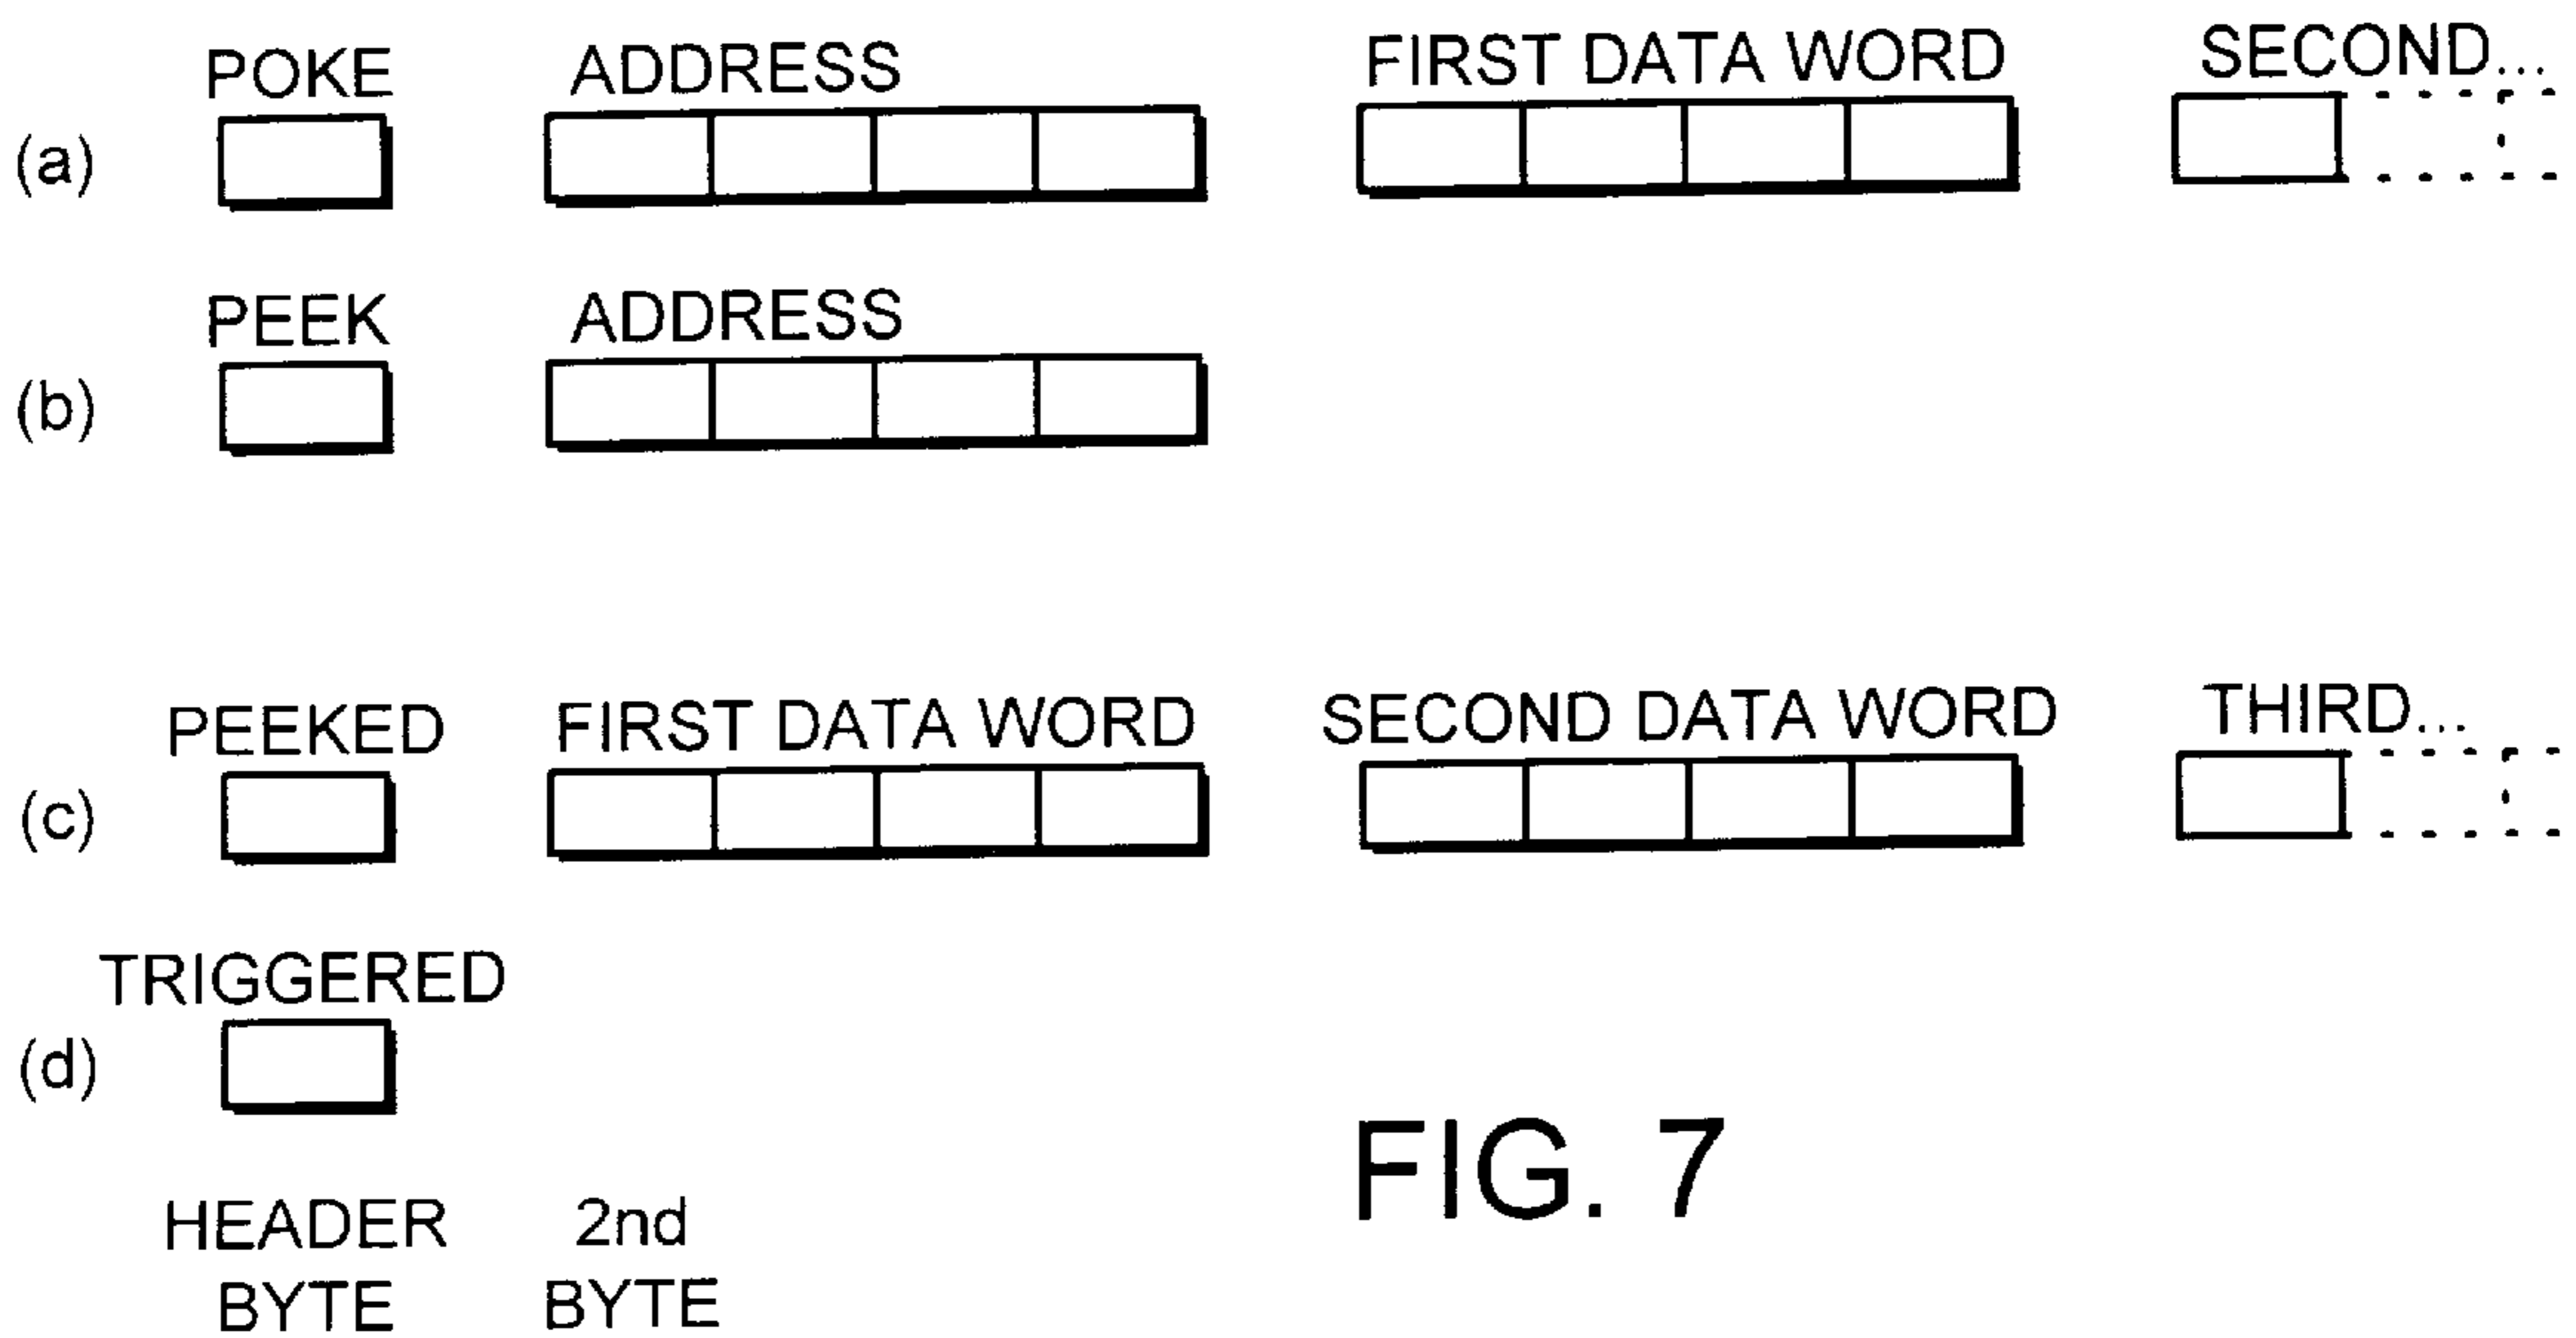 POKE ADDRESS FIRST DATA WORD SECOND...
(a)
PEEK ADDRESS
(b)
PEEKED FIRST DATA WORD SECOND DATA WORD THIRD...
(c)
TRIGGERED
(d)
HEADER BYTE
2nd BYTE
FIG. 7